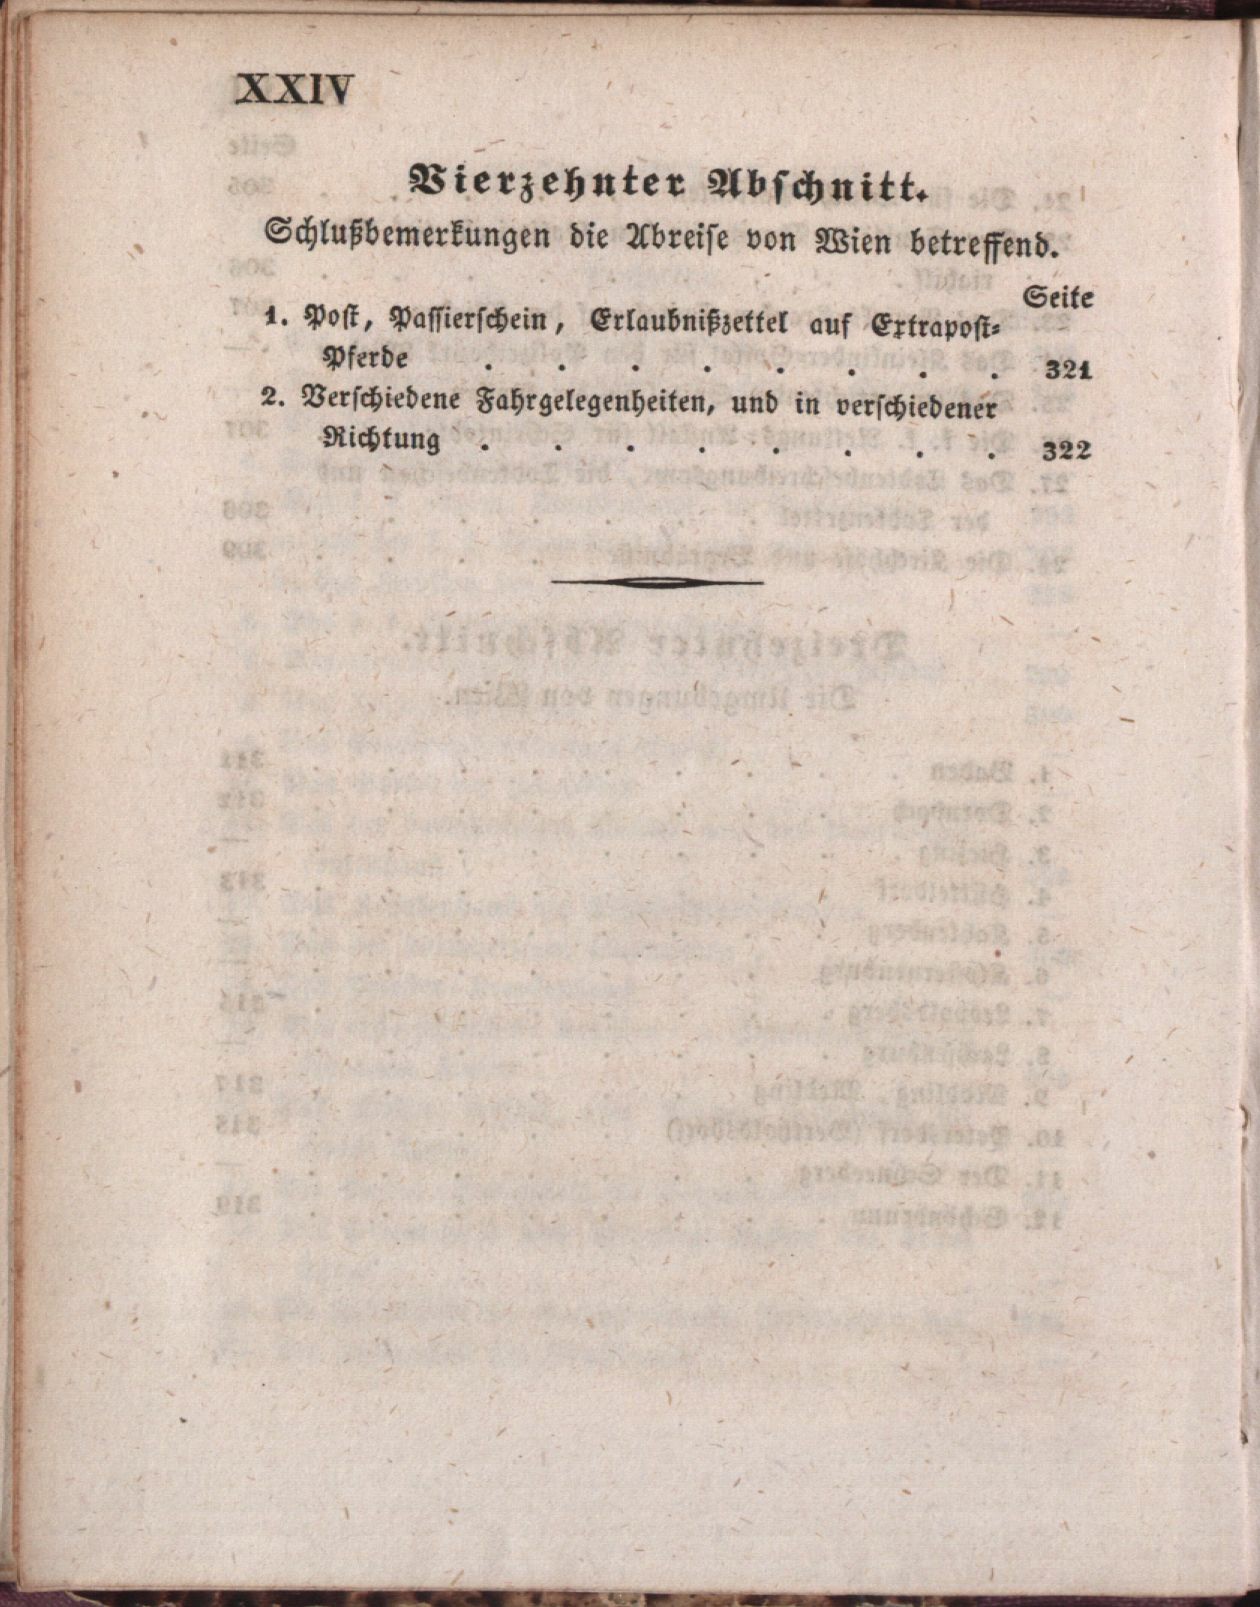 XXIV
Vierzehnter Abschnitt.
Schlußbemerkungen die Abreise von Wien betreffend.
Seite
1. Post, Passierschein, Erlaubnißzettel auf Extrapost-
Pferde . . . . . . . . 321
2. Verschiedene Fahrgelegenheiten, und in verschiedener
Richtung . . . . . . . . 322